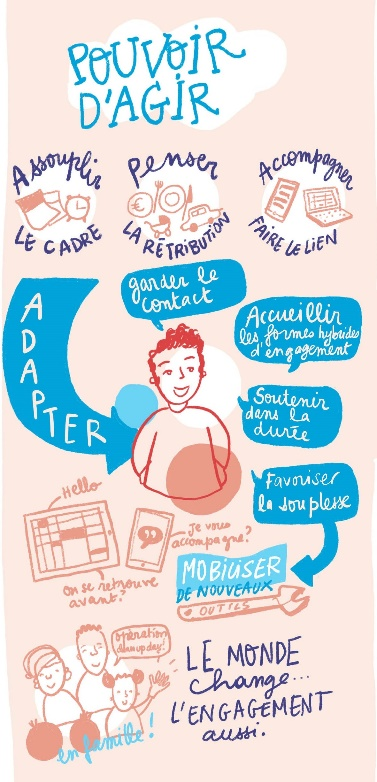 POUVOIR
D'AGIR
Assouplir
LE CADRE
Penser
LA RÉTRIBUTION
Accompagner
FAIRE LE LIEN
ADAPTER
garder le
contact
Accueillir
les formes hybrides
d'engagement
Soutenir
dans la
durée
Favoriser
la souplesse
Hello
Je vous
accompagne?
on se retrouve
avant?
MOBILISER
DE NOUVEAUX
OUTILS
opération
cleanup day!
en famille!
LE MONDE
change...
L'ENGAGEMENT
aussi.